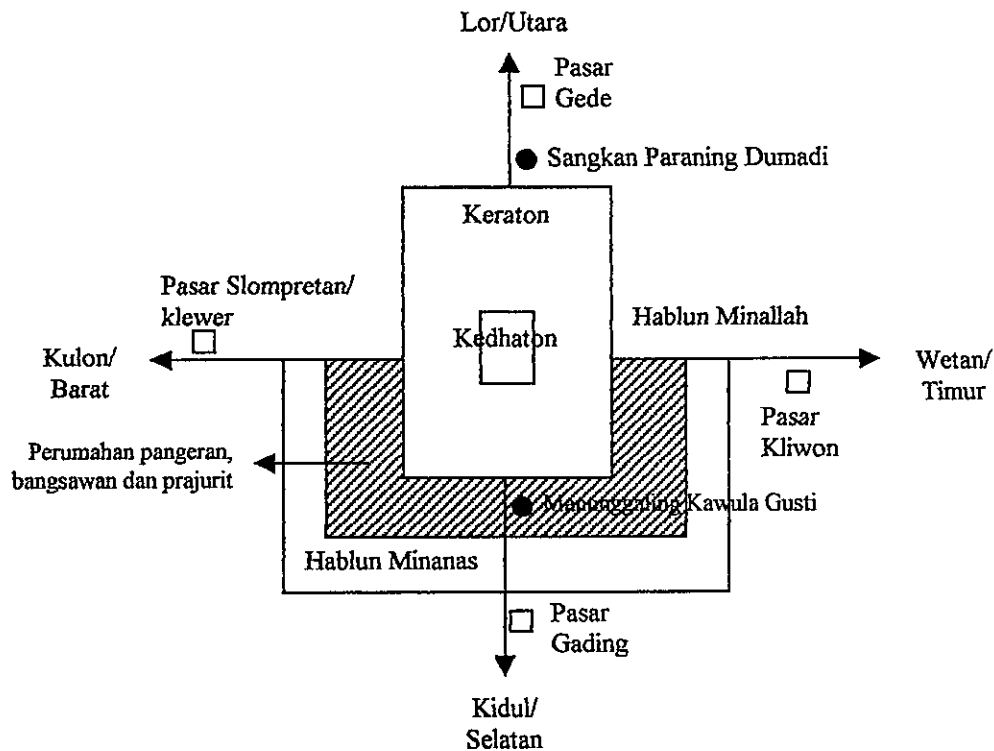 Lor/Utara
Pasar
Gede
Sangkan Paraning Dumadi
Keraton
Pasar Slompretan/
klewer
Hablun Minallah
Kedhaton
Kulon/
Barat
Wetan/
Timur
Pasar
Kliwon
Perumahan pangeran,
bangsawan dan prajurit
Manunggaling Kawula Gusti
Hablun Minanas
Pasar
Gading
Kidul/
Selatan